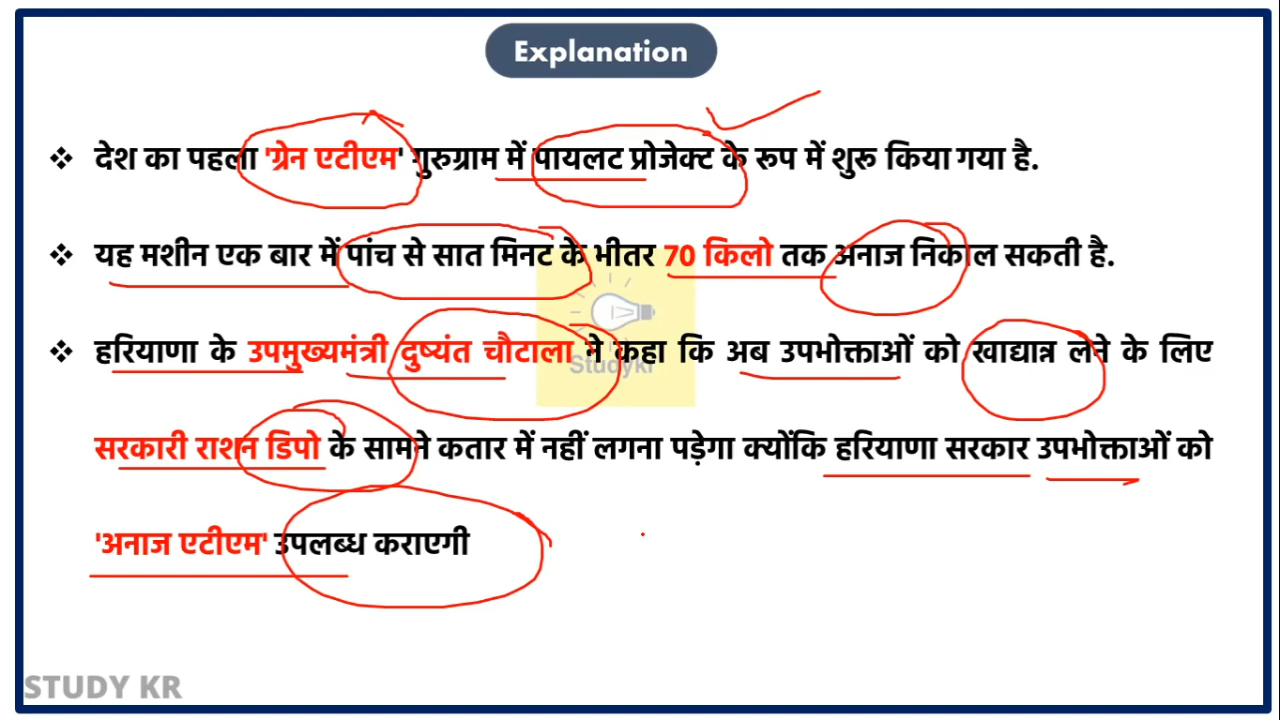 Explanation
❖ देश का पहला 'ग्रेन एटीएम' गुरुग्राम में पायलट प्रोजेक्ट के रूप में शुरू किया गया है.
❖ यह मशीन एक बार में पांच से सात मिनट के भीतर 70 किलो तक अनाज निकाल सकती है.
❖ हरियाणा के उपमुख्यमंत्री दुष्यंत चौटाला ने कहा कि अब उपभोक्ताओं को खाद्यान्न लेने के लिए
सरकारी राशन डिपो के सामने कतार में नहीं लगना पड़ेगा क्योंकि हरियाणा सरकार उपभोक्ताओं को
'अनाज एटीएम' उपलब्ध कराएगी
Studykr
STUDY KR